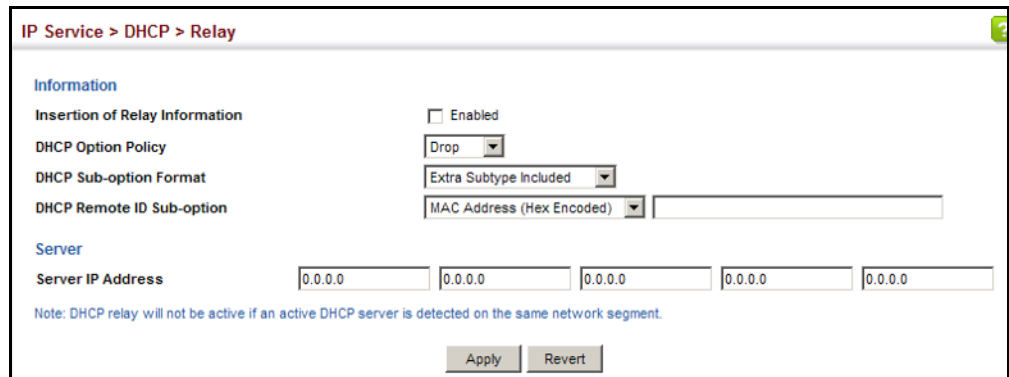 IP Service > DHCP > Relay
?
Information
Insertion of Relay Information Enabled
DHCP Option Policy Drop
DHCP Sub-option Format Extra Subtype Included
DHCP Remote ID Sub-option MAC Address (Hex Encoded)
Server
Server IP Address 0.0.0.0 0.0.0.0 0.0.0.0 0.0.0.0 0.0.0.0
Note: DHCP relay will not be active if an active DHCP server is detected on the same network segment.
Apply Revert